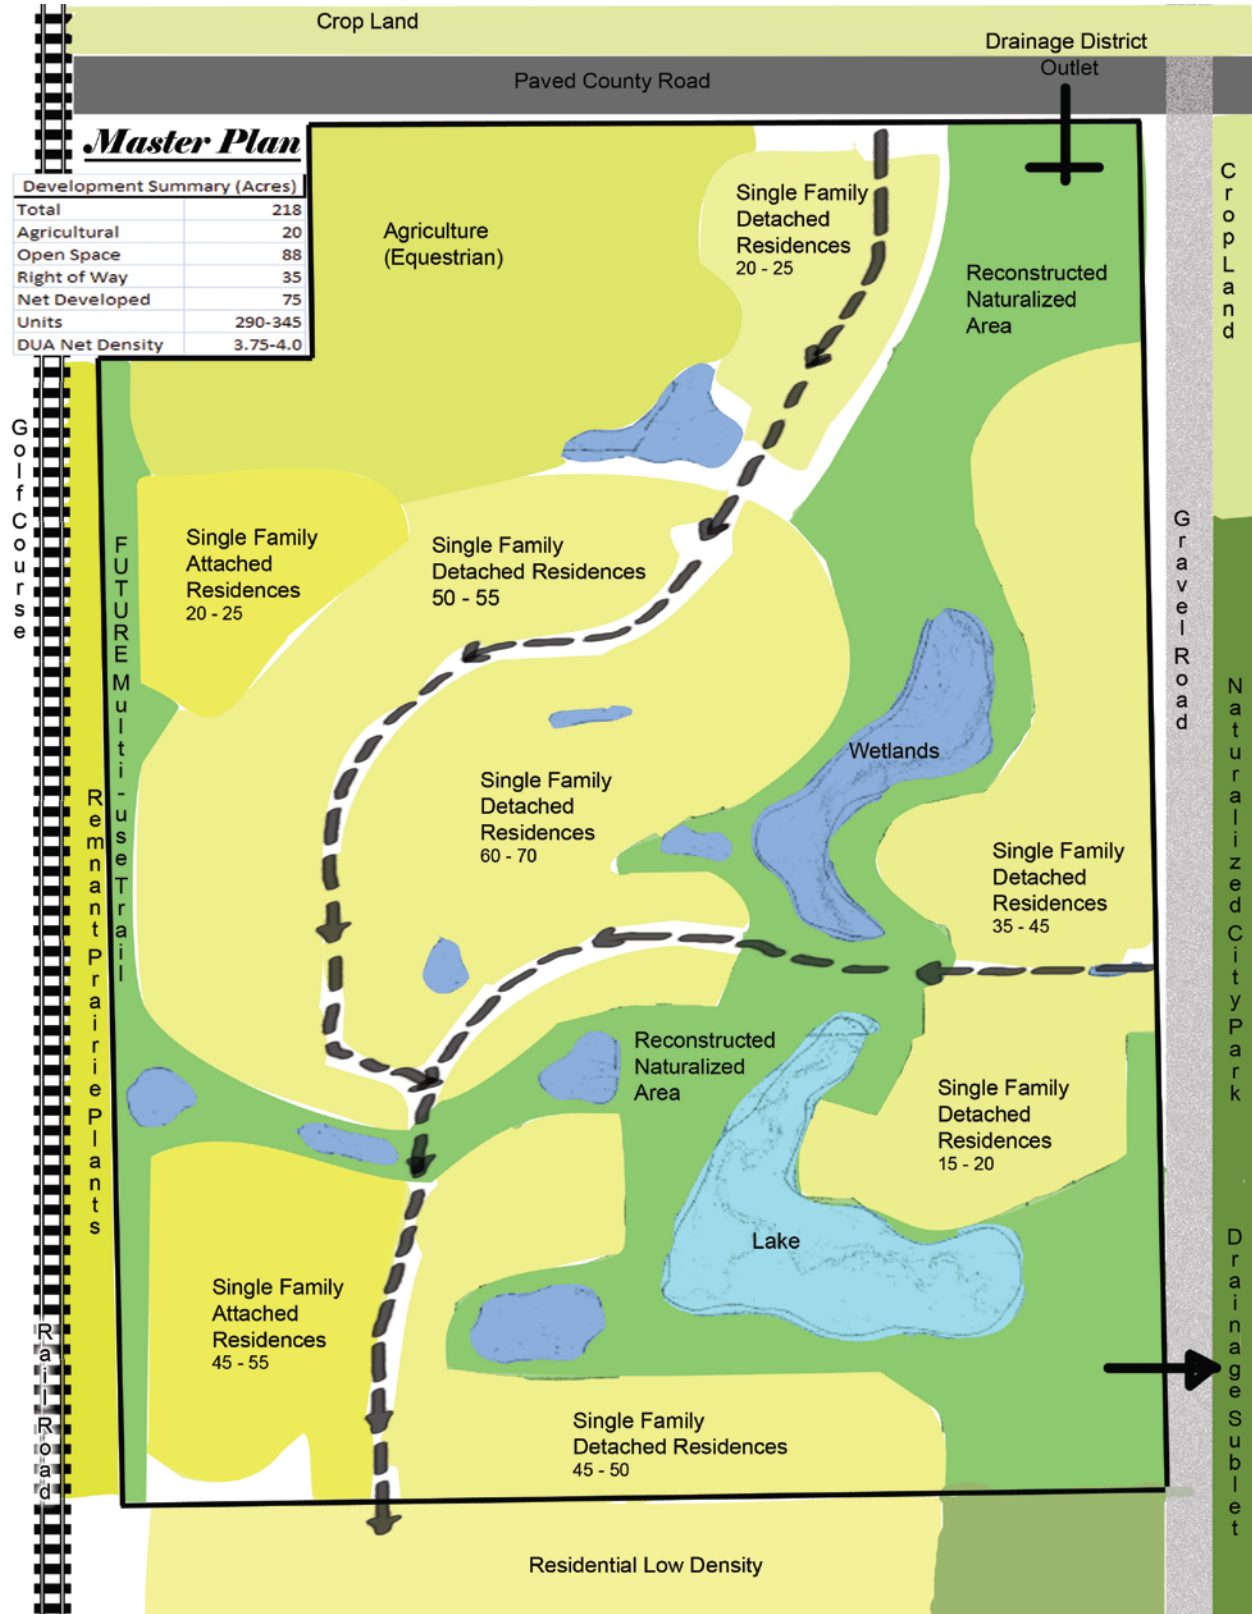 Crop Land
Drainage District
Outlet
Paved County Road
Master Plan
Development Summary (Acres)
Total 218
Agricultural 20
Open Space 88
Right of Way 35
Net Developed 75
Units 290-345
DUA Net Density 3.75-4.0
Agriculture
(Equestrian)
Single Family
Detached
Residences
20 - 25
Reconstructed
Naturalized
Area
Crop Land
Golf Course
FUTURE Multi-use Trail
Single Family
Attached
Residences
20 - 25
Single Family
Detached Residences
50 - 55
Gravel Road
Naturalized City Park
Wetlands
Single Family
Detached
Residences
60 - 70
Remnant Prairie Plants
Single Family
Detached
Residences
35 - 45
Reconstructed
Naturalized
Area
Single Family
Detached
Residences
15 - 20
Lake
Drainage Sublet
Single Family
Attached
Residences
45 - 55
Rail Road
Single Family
Detached Residences
45 - 50
Residential Low Density